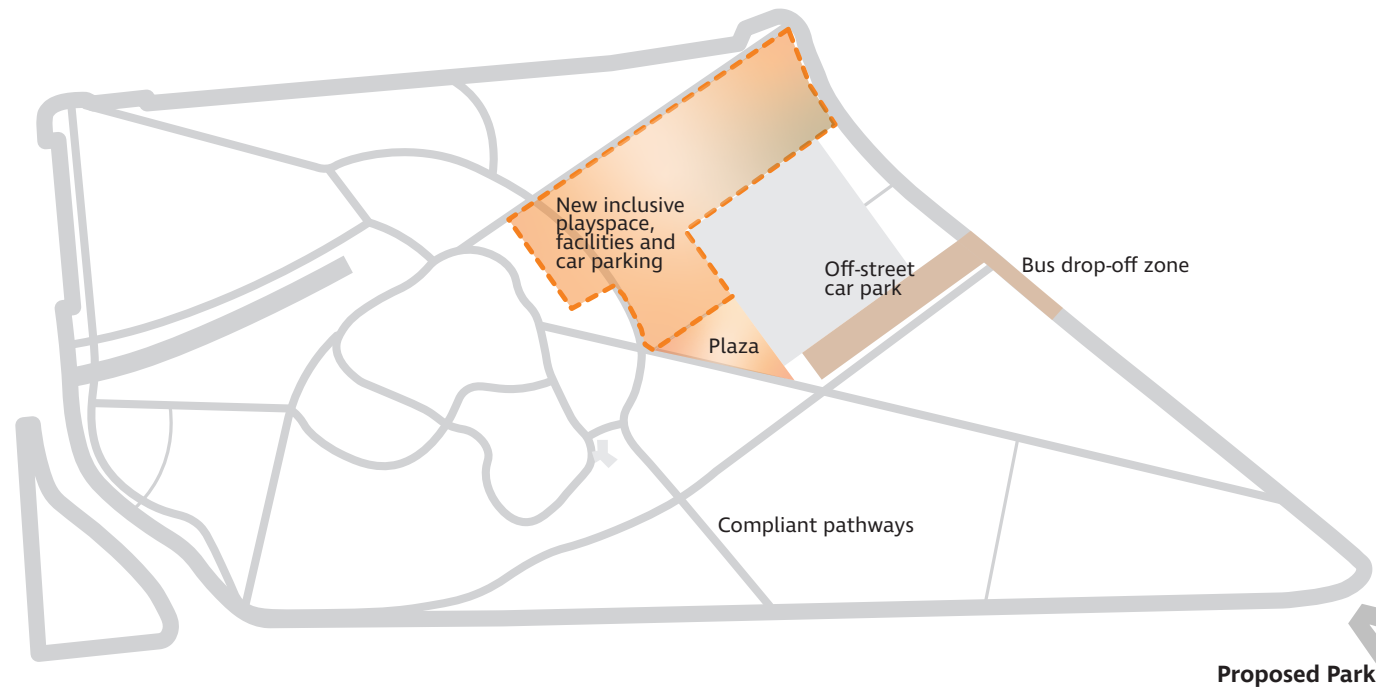 New inclusive
playspace,
facilities and
car parking
Off-street
car park
Bus drop-off zone
Plaza
Compliant pathways
Proposed Park